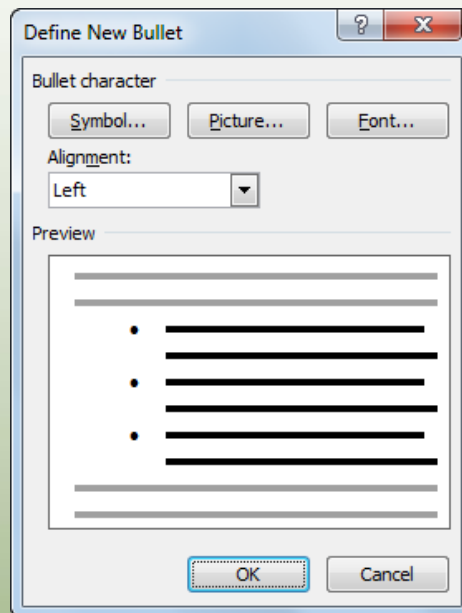 Define New Bullet
Bullet character
Symbol... Picture... Font...
Alignment:
Left
Preview
OK Cancel